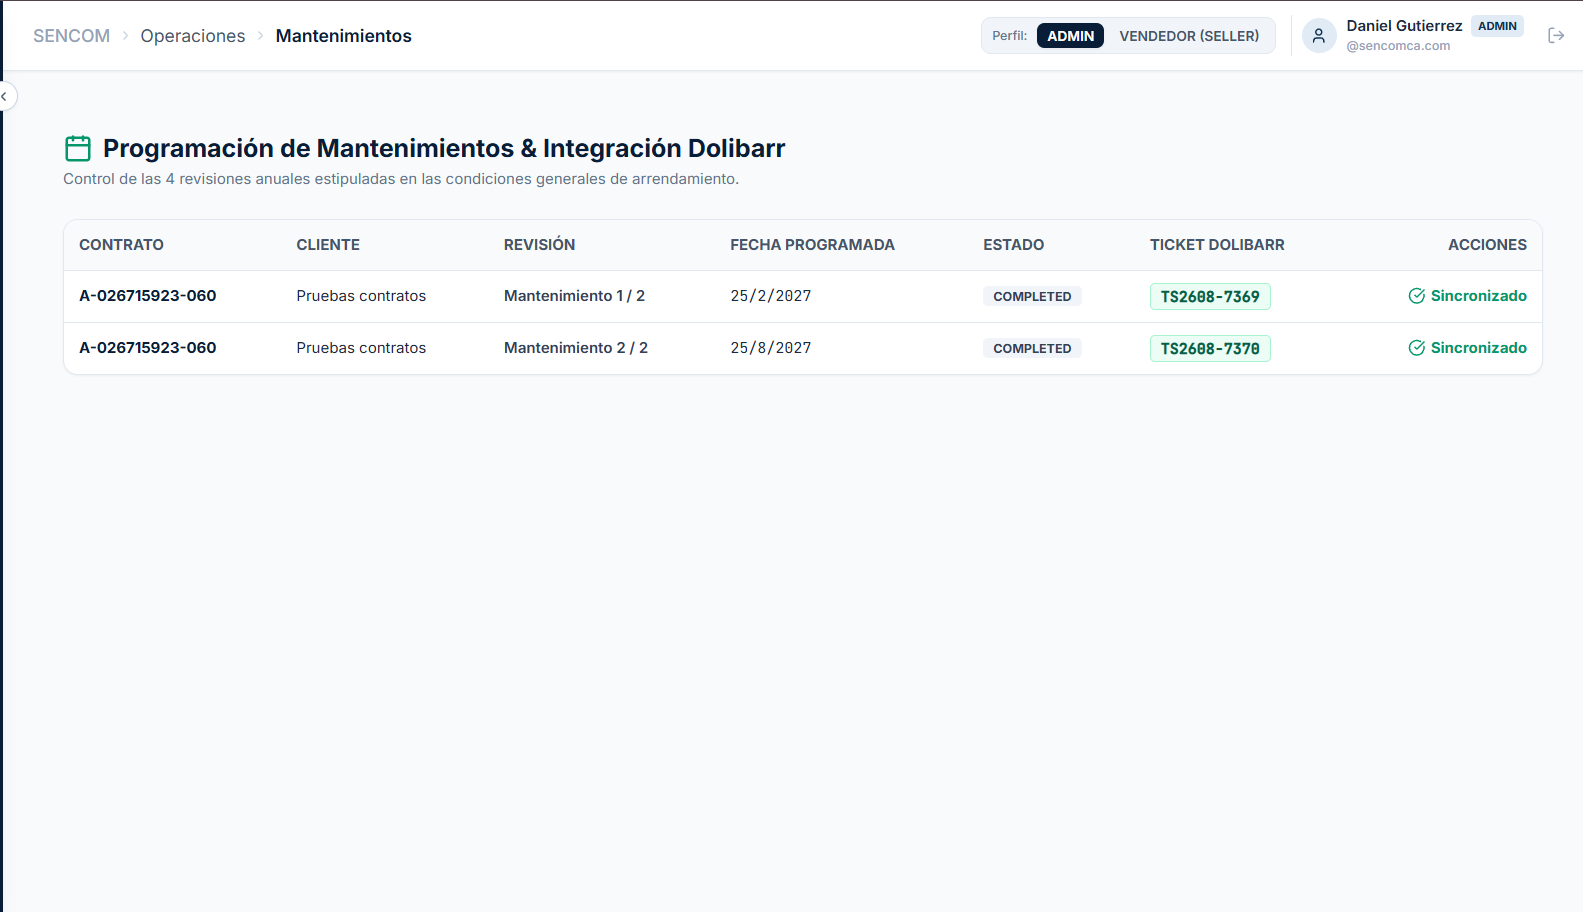 SENCOM > Operaciones > Mantenimientos
Perfil: ADMIN VENDEDOR (SELLER)
Daniel Gutierrez ADMIN
@sencomca.com
Programación de Mantenimientos & Integración Dolibarr
Control de las 4 revisiones anuales estipuladas en las condiciones generales de arrendamiento.
CONTRATO CLIENTE REVISIÓN FECHA PROGRAMADA ESTADO TICKET DOLIBARR ACCIONES
A-026715923-060 Pruebas contratos Mantenimiento 1 / 2 25/2/2027 COMPLETED TS2608-7369 Sincronizado
A-026715923-060 Pruebas contratos Mantenimiento 2 / 2 25/8/2027 COMPLETED TS2608-7370 Sincronizado